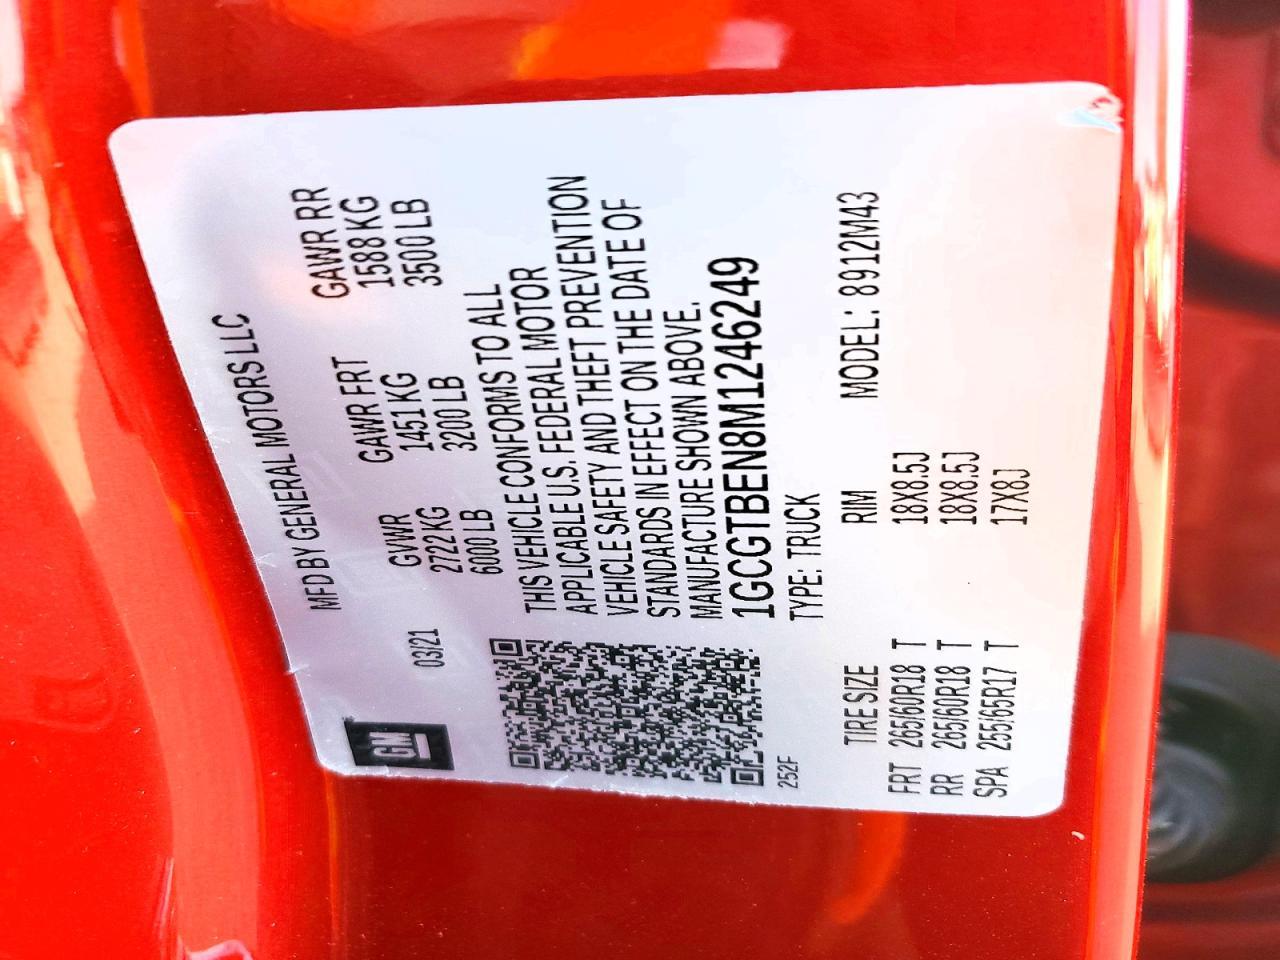 MFD BY GENERAL MOTORS LLC
GM 03/21 GVWR GAWR FRT GAWR RR
2722 KG 1451 KG 1588 KG
6000 LB 3200 LB 3500 LB
THIS VEHICLE CONFORMS TO ALL
APPLICABLE U.S. FEDERAL MOTOR
VEHICLE SAFETY AND THEFT PREVENTION
STANDARDS IN EFFECT ON THE DATE OF
MANUFACTURE SHOWN ABOVE.
1GCGTBEN8M1246249
252F TYPE: TRUCK
TIRE SIZE RIM MODEL: 8912M43
FRT 265/60R18 T 18X8.5J
RR 265/60R18 T 18X8.5J
SPA 255/65R17 T 17X8J